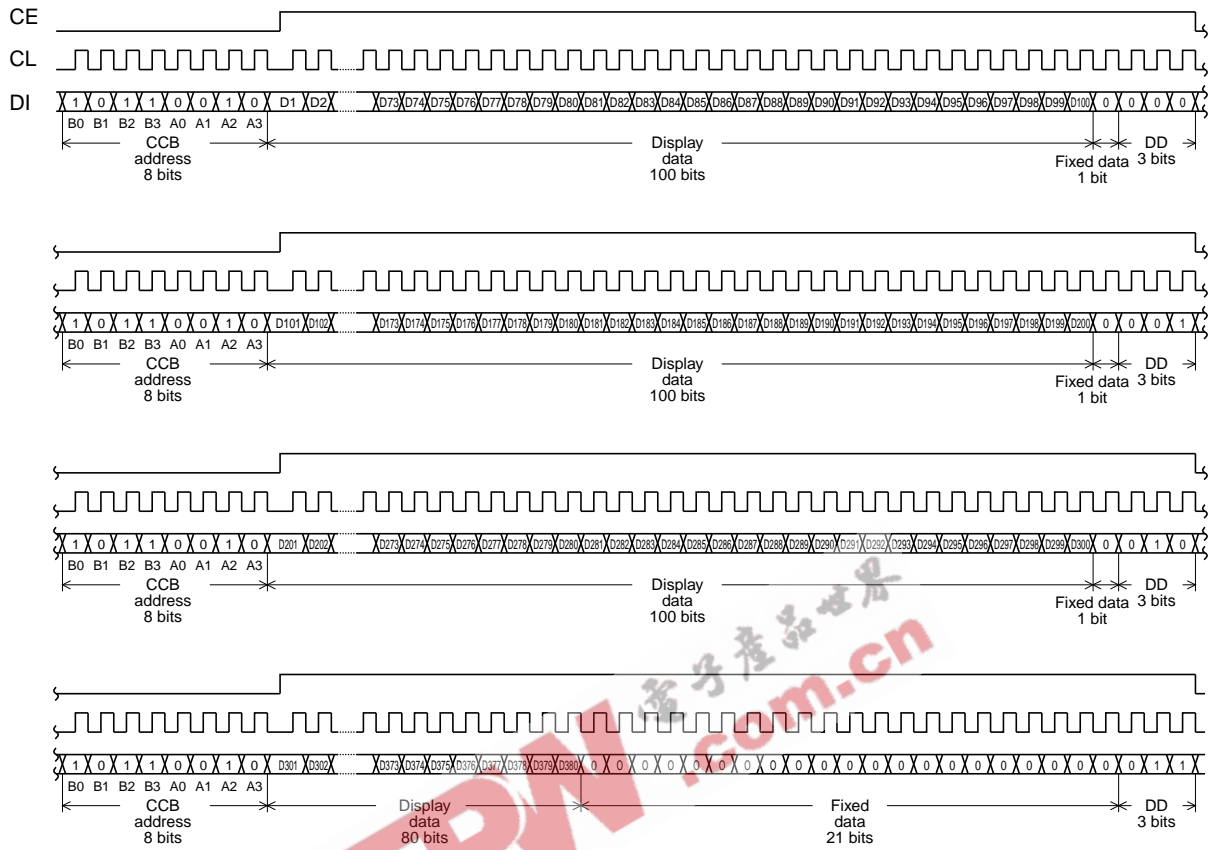 CE
CL
DI 1 0 1 1 0 0 1 0 D1 D2 D73 D74 D75 D76 D77 D78 D79 D80 D81 D82 D83 D84 D85 D86 D87 D88 D89 D90 D91 D92 D93 D94 D95 D96 D97 D98 D99 D100 0 0 0 0
B0 B1 B2 B3 A0 A1 A2 A3
CCB address 8 bits
Display data 100 bits
Fixed data 1 bit
DD 3 bits
1 0 1 1 0 0 1 0 D101 D102 D173 D174 D175 D176 D177 D178 D179 D180 D181 D182 D183 D184 D185 D186 D187 D188 D189 D190 D191 D192 D193 D194 D195 D196 D197 D198 D199 D200 0 0 0 1
B0 B1 B2 B3 A0 A1 A2 A3
CCB address 8 bits
Display data 100 bits
Fixed data 1 bit
DD 3 bits
1 0 1 1 0 0 1 0 D201 D202 D273 D274 D275 D276 D277 D278 D279 D280 D281 D282 D283 D284 D285 D286 D287 D288 D289 D290 D291 D292 D293 D294 D295 D296 D297 D298 D299 D300 0 0 1 0
B0 B1 B2 B3 A0 A1 A2 A3
CCB address 8 bits
Display data 100 bits
Fixed data 1 bit
DD 3 bits
1 0 1 1 0 0 1 0 D301 D302 D373 D374 D375 D376 D377 D378 D379 D380 0 0 0 0 0 0 0 0 0 0 0 0 0 0 0 0 0 0 0 0 0 0 1 1
B0 B1 B2 B3 A0 A1 A2 A3
CCB address 8 bits
Display data 80 bits
Fixed data 21 bits
DD 3 bits
電子產品世界
.com.cn